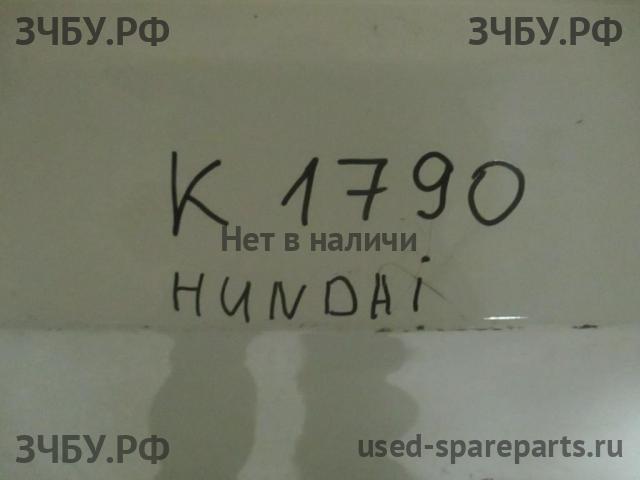 ЗЧБУ.РФ ЗЧБУ.РФ
K 1790
Нет в наличи
HUNDAi
ЗЧБУ.РФ used-spareparts.ru